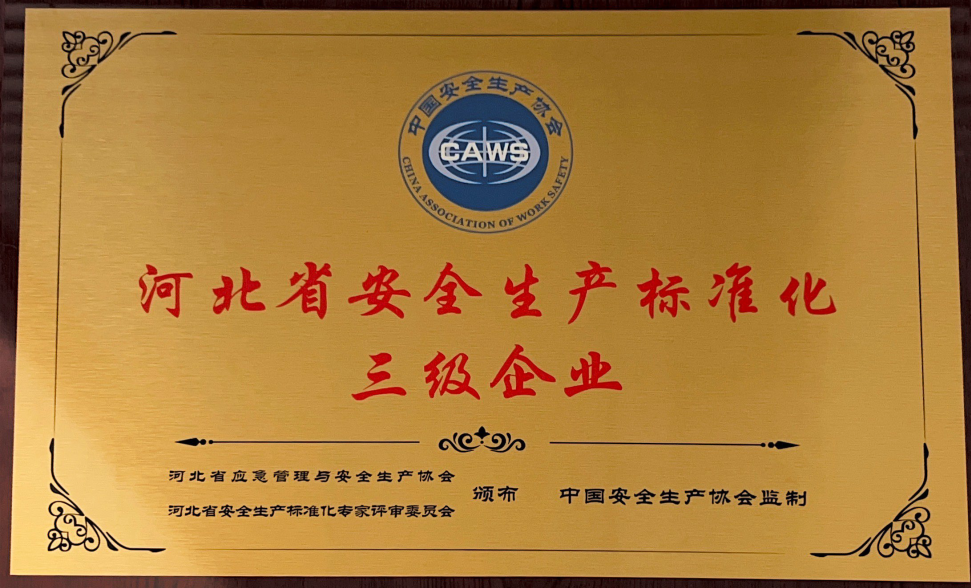 中国安全生产协会
CAWS
CHINA ASSOCIATION OF WORK SAFETY
河北省安全生产标准化
三级企业
河北省应急管理与安全生产协会
河北省安全生产标准化专家评审委员会
颁布
中国安全生产协会监制